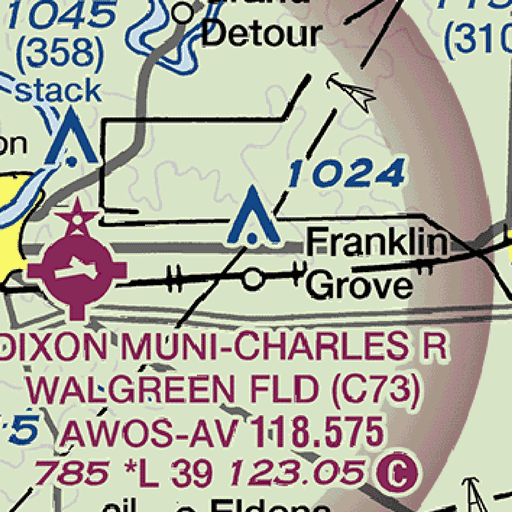 1045
(358)
stack
Detour
(310
1024
Franklin
Grove
DIXON MUNI-CHARLES R
WALGREEN FLD (C73)
AWOS-AV 118.575
785 *L 39 123.05 C